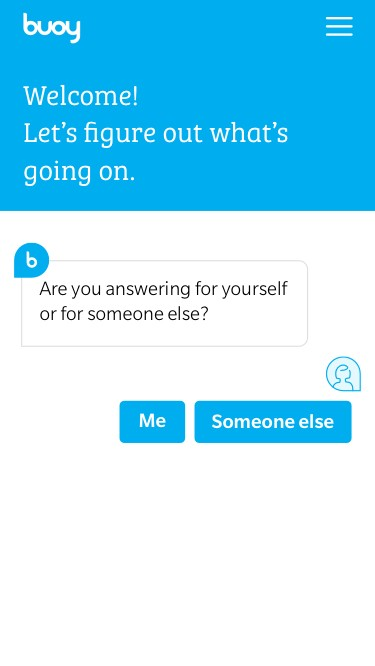 buoy
Welcome!
Let's figure out what's
going on.
b
Are you answering for yourself
or for someone else?
Me
Someone else